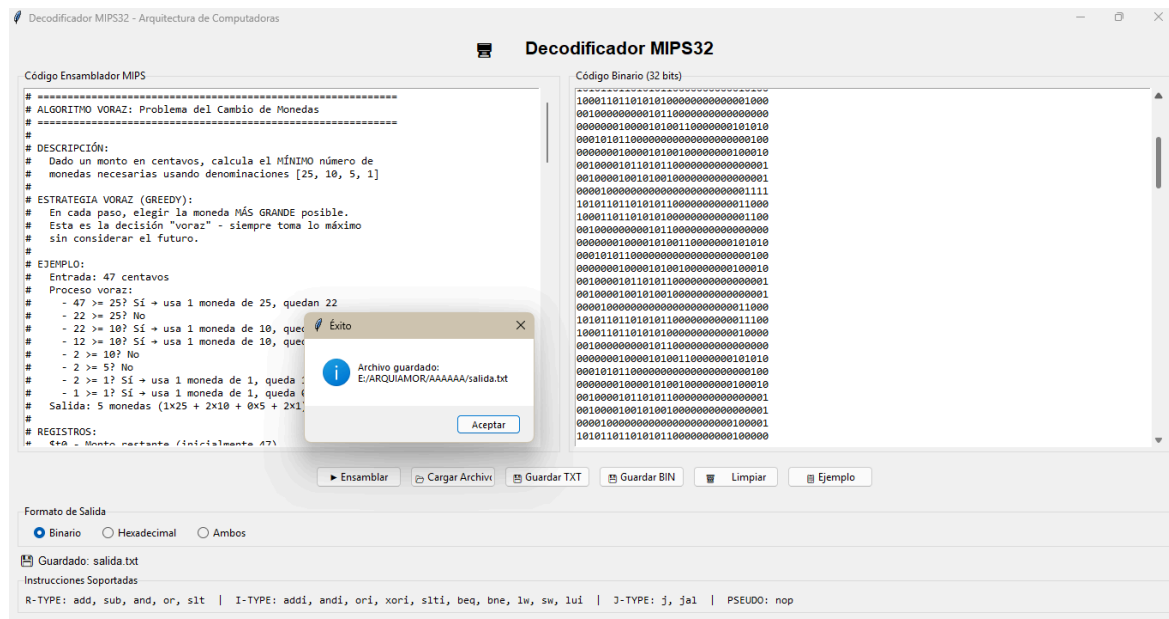 Decodificador MIPS32 - Arquitectura de Computadoras
Decodificador MIPS32
Código Ensamblador MIPS
# ============================================================
# ALGORITMO VORAZ: Problema del Cambio de Monedas
# ============================================================
#
# DESCRIPCIÓN:
#   Dado un monto en centavos, calcula el MÍNIMO número de
#   monedas necesarias usando denominaciones [25, 10, 5, 1]
#
# ESTRATEGIA VORAZ (GREEDY):
#   En cada paso, elegir la moneda MÁS GRANDE posible.
#   Esta es la decisión "voraz" - siempre toma lo máximo
#   sin considerar el futuro.
#
# EJEMPLO:
#   Entrada: 47 centavos
#   Proceso voraz:
#     - 47 >= 25? Sí → usa 1 moneda de 25, quedan 22
#     - 22 >= 25? No
#     - 22 >= 10? Sí → usa 1 moneda de 10, qued
#     - 12 >= 10? Sí → usa 1 moneda de 10, qued
#     - 2 >= 10? No
#     - 2 >= 5? No
#     - 2 >= 1? Sí → usa 1 moneda de 1, queda
#     - 1 >= 1? Sí → usa 1 moneda de 1, queda
#   Salida: 5 monedas (1×25 + 2×10 + 0×5 + 2×1
#
# REGISTROS:
#   $t0 - Monto restante (inicialmente 47)
Código Binario (32 bits)
10101101101010110000000000010100
10001101101010100000000000001000
00100000000010110000000000000000
00000001000010100110000000101010
00010101100000000000000000000100
00000001000010100100000000100010
00100001011010110000000000000001
00100001001010010000000000000001
00001000000000000000000000001111
10101101101010110000000000011000
10001101101010100000000000001100
00100000000010110000000000000000
00000001000010100110000000101010
00010101100000000000000000000100
00000001000010100100000000100010
00100001011010110000000000000001
00100001001010010000000000000001
00001000000000000000000000011000
10101101101010110000000000011100
10001101101010100000000000010000
00100000000010110000000000000000
00000001000010100110000000101010
00010101100000000000000000000100
00000001000010100100000000100010
00100001011010110000000000000001
00100001001010010000000000000001
00001000000000000000000000100001
10101101101010110000000000100000
Éxito
Archivo guardado:
E:/ARQUIAMOR/AAAAAA/salida.txt
Aceptar
► Ensamblar
Cargar Archivo
Guardar TXT
Guardar BIN
Limpiar
Ejemplo
Formato de Salida
Binario
Hexadecimal
Ambos
Guardado: salida.txt
Instrucciones Soportadas
R-TYPE: add, sub, and, or, slt  |  I-TYPE: addi, andi, ori, xori, slti, beq, bne, lw, sw, lui  |  J-TYPE: j, jal  |  PSEUDO: nop